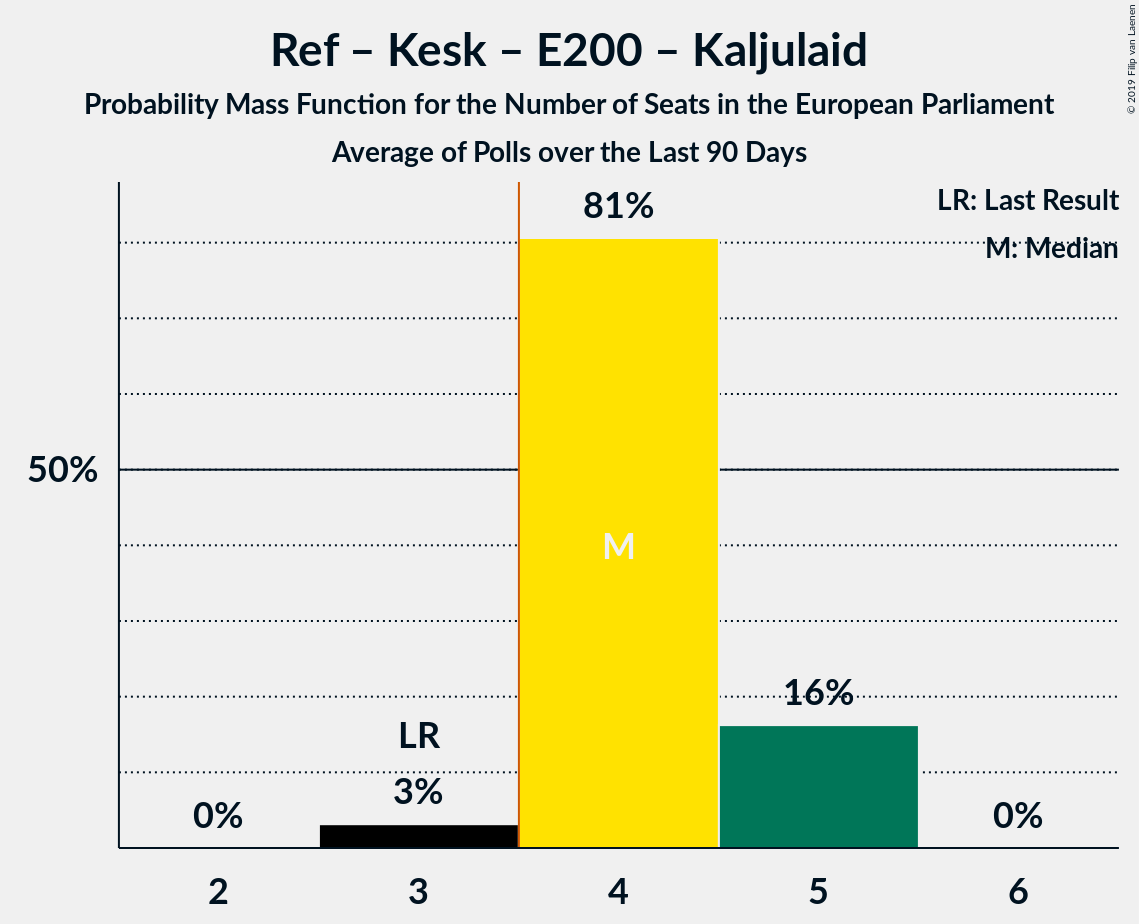 Ref – Kesk – E200 – Kaljulaid
Probability Mass Function for the Number of Seats in the European Parliament
Average of Polls over the Last 90 Days
© 2019 Filip van Laenen
LR: Last Result
M: Median
81%
50%
M
16%
LR
3%
0%
0%
2 3 4 5 6